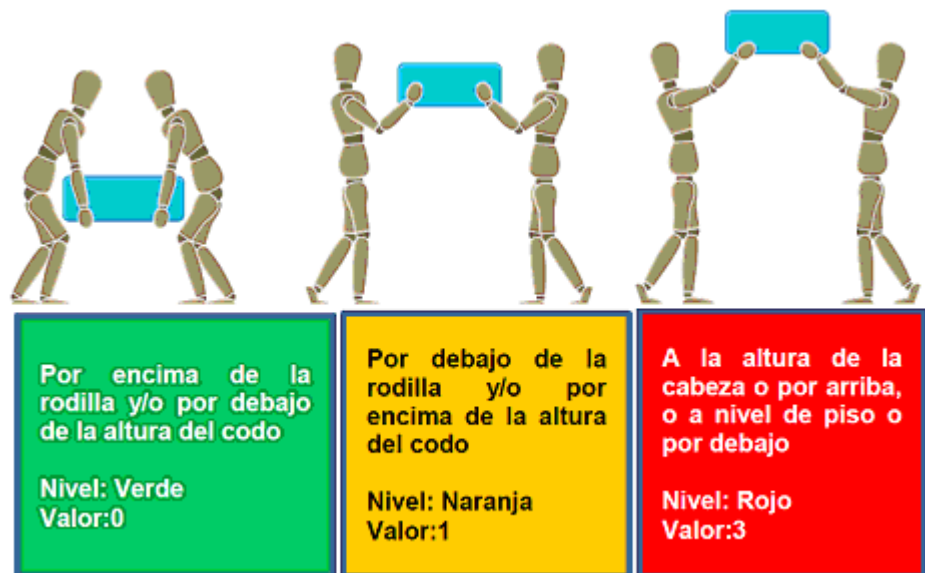 Por encima de la
rodilla y/o por debajo
de la altura del codo
Nivel: Verde
Valor:0
Por debajo de la
rodilla y/o por
encima de la altura
del codo
Nivel: Naranja
Valor:1
A la altura de la
cabeza o por arriba,
o a nivel de piso o
por debajo
Nivel: Rojo
Valor:3